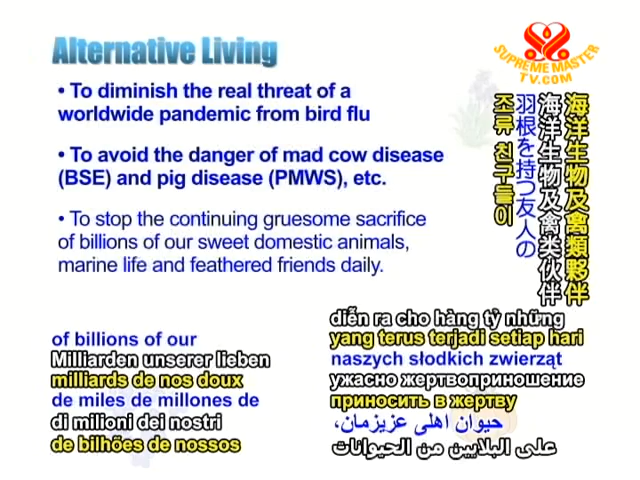 Alternative Living
SUPREME MASTER
TV.COM
• To diminish the real threat of a
worldwide pandemic from bird flu
• To avoid the danger of mad cow disease
(BSE) and pig disease (PMWS), etc.
• To stop the continuing gruesome sacrifice
of billions of our sweet domestic animals,
marine life and feathered friends daily.
海洋生物及禽類夥伴
海洋生物及禽类伙伴
羽根を持つ友人の
조류 친구들이
of billions of our
Milliarden unserer lieben
milliards de nos doux
de miles de millones de
di milioni dei nostri
de bilhões de nossos
diễn ra cho hàng tỷ những
yang terus terjadi setiap hari
naszych słodkich zwierząt
ужасно жертвоприношение
приносить в жертву
حیوان اهلی عزیزمان،
على البلايين من الحيوانات